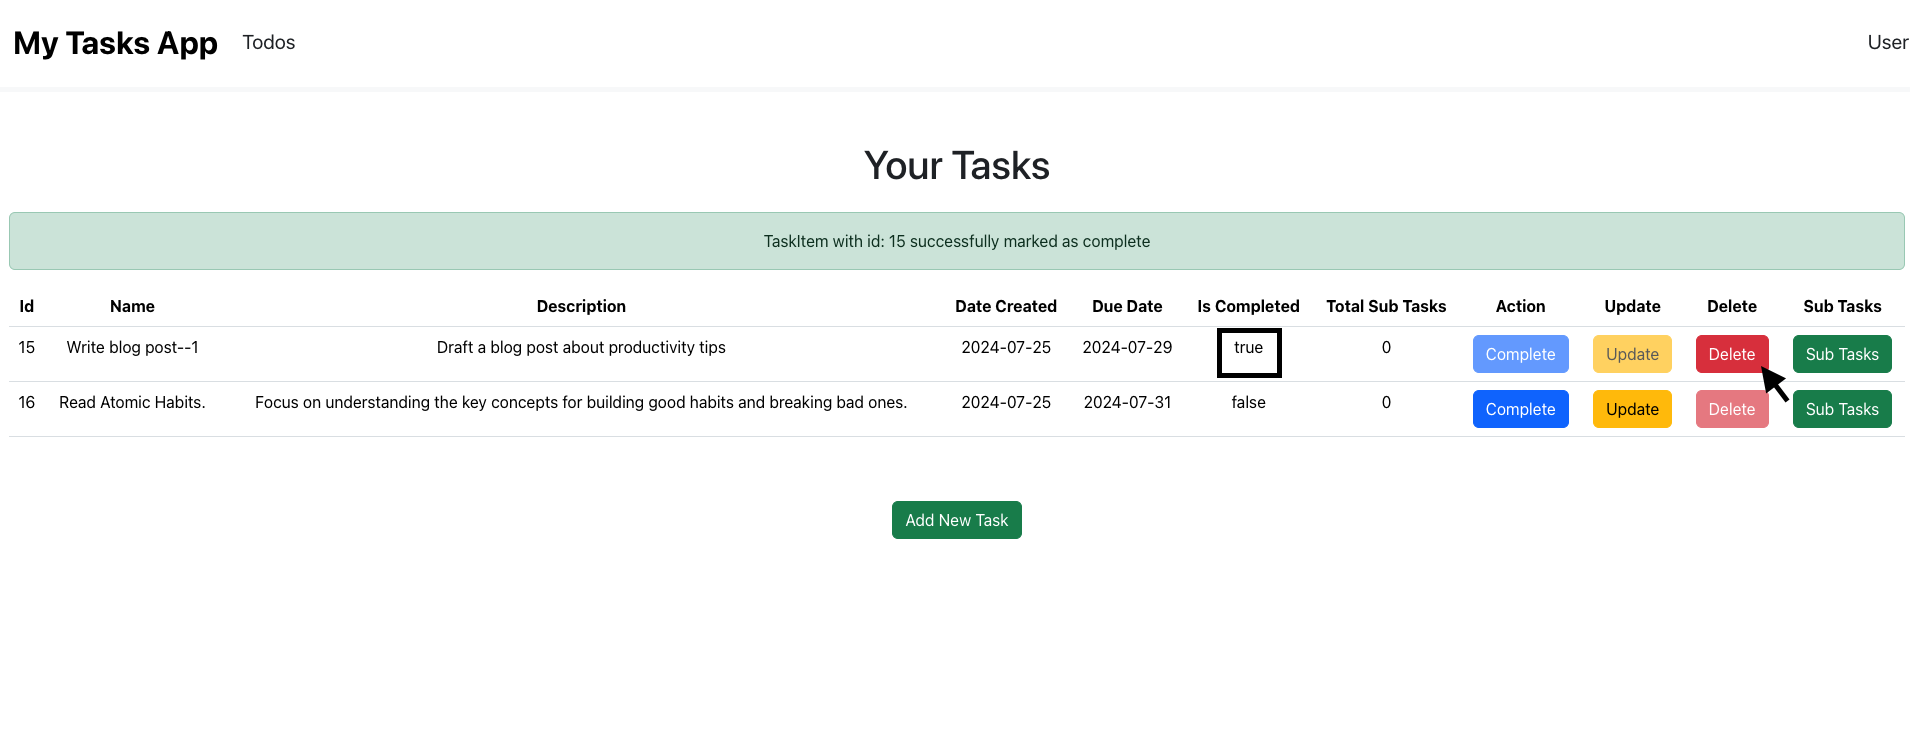 My Tasks App Todos User
Your Tasks
TaskItem with id: 15 successfully marked as complete
Id Name Description Date Created Due Date Is Completed Total Sub Tasks Action Update Delete Sub Tasks
15 Write blog post--1 Draft a blog post about productivity tips 2024-07-25 2024-07-29 true 0 Complete Update Delete Sub Tasks
16 Read Atomic Habits. Focus on understanding the key concepts for building good habits and breaking bad ones. 2024-07-25 2024-07-31 false 0 Complete Update Delete Sub Tasks
Add New Task